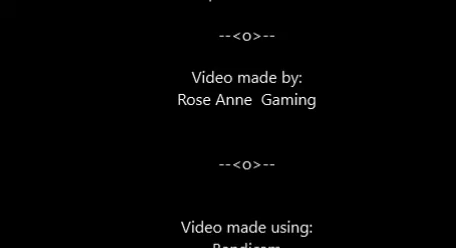 --<o>--
Video made by:
Rose Anne  Gaming
--<o>--
Video made using: